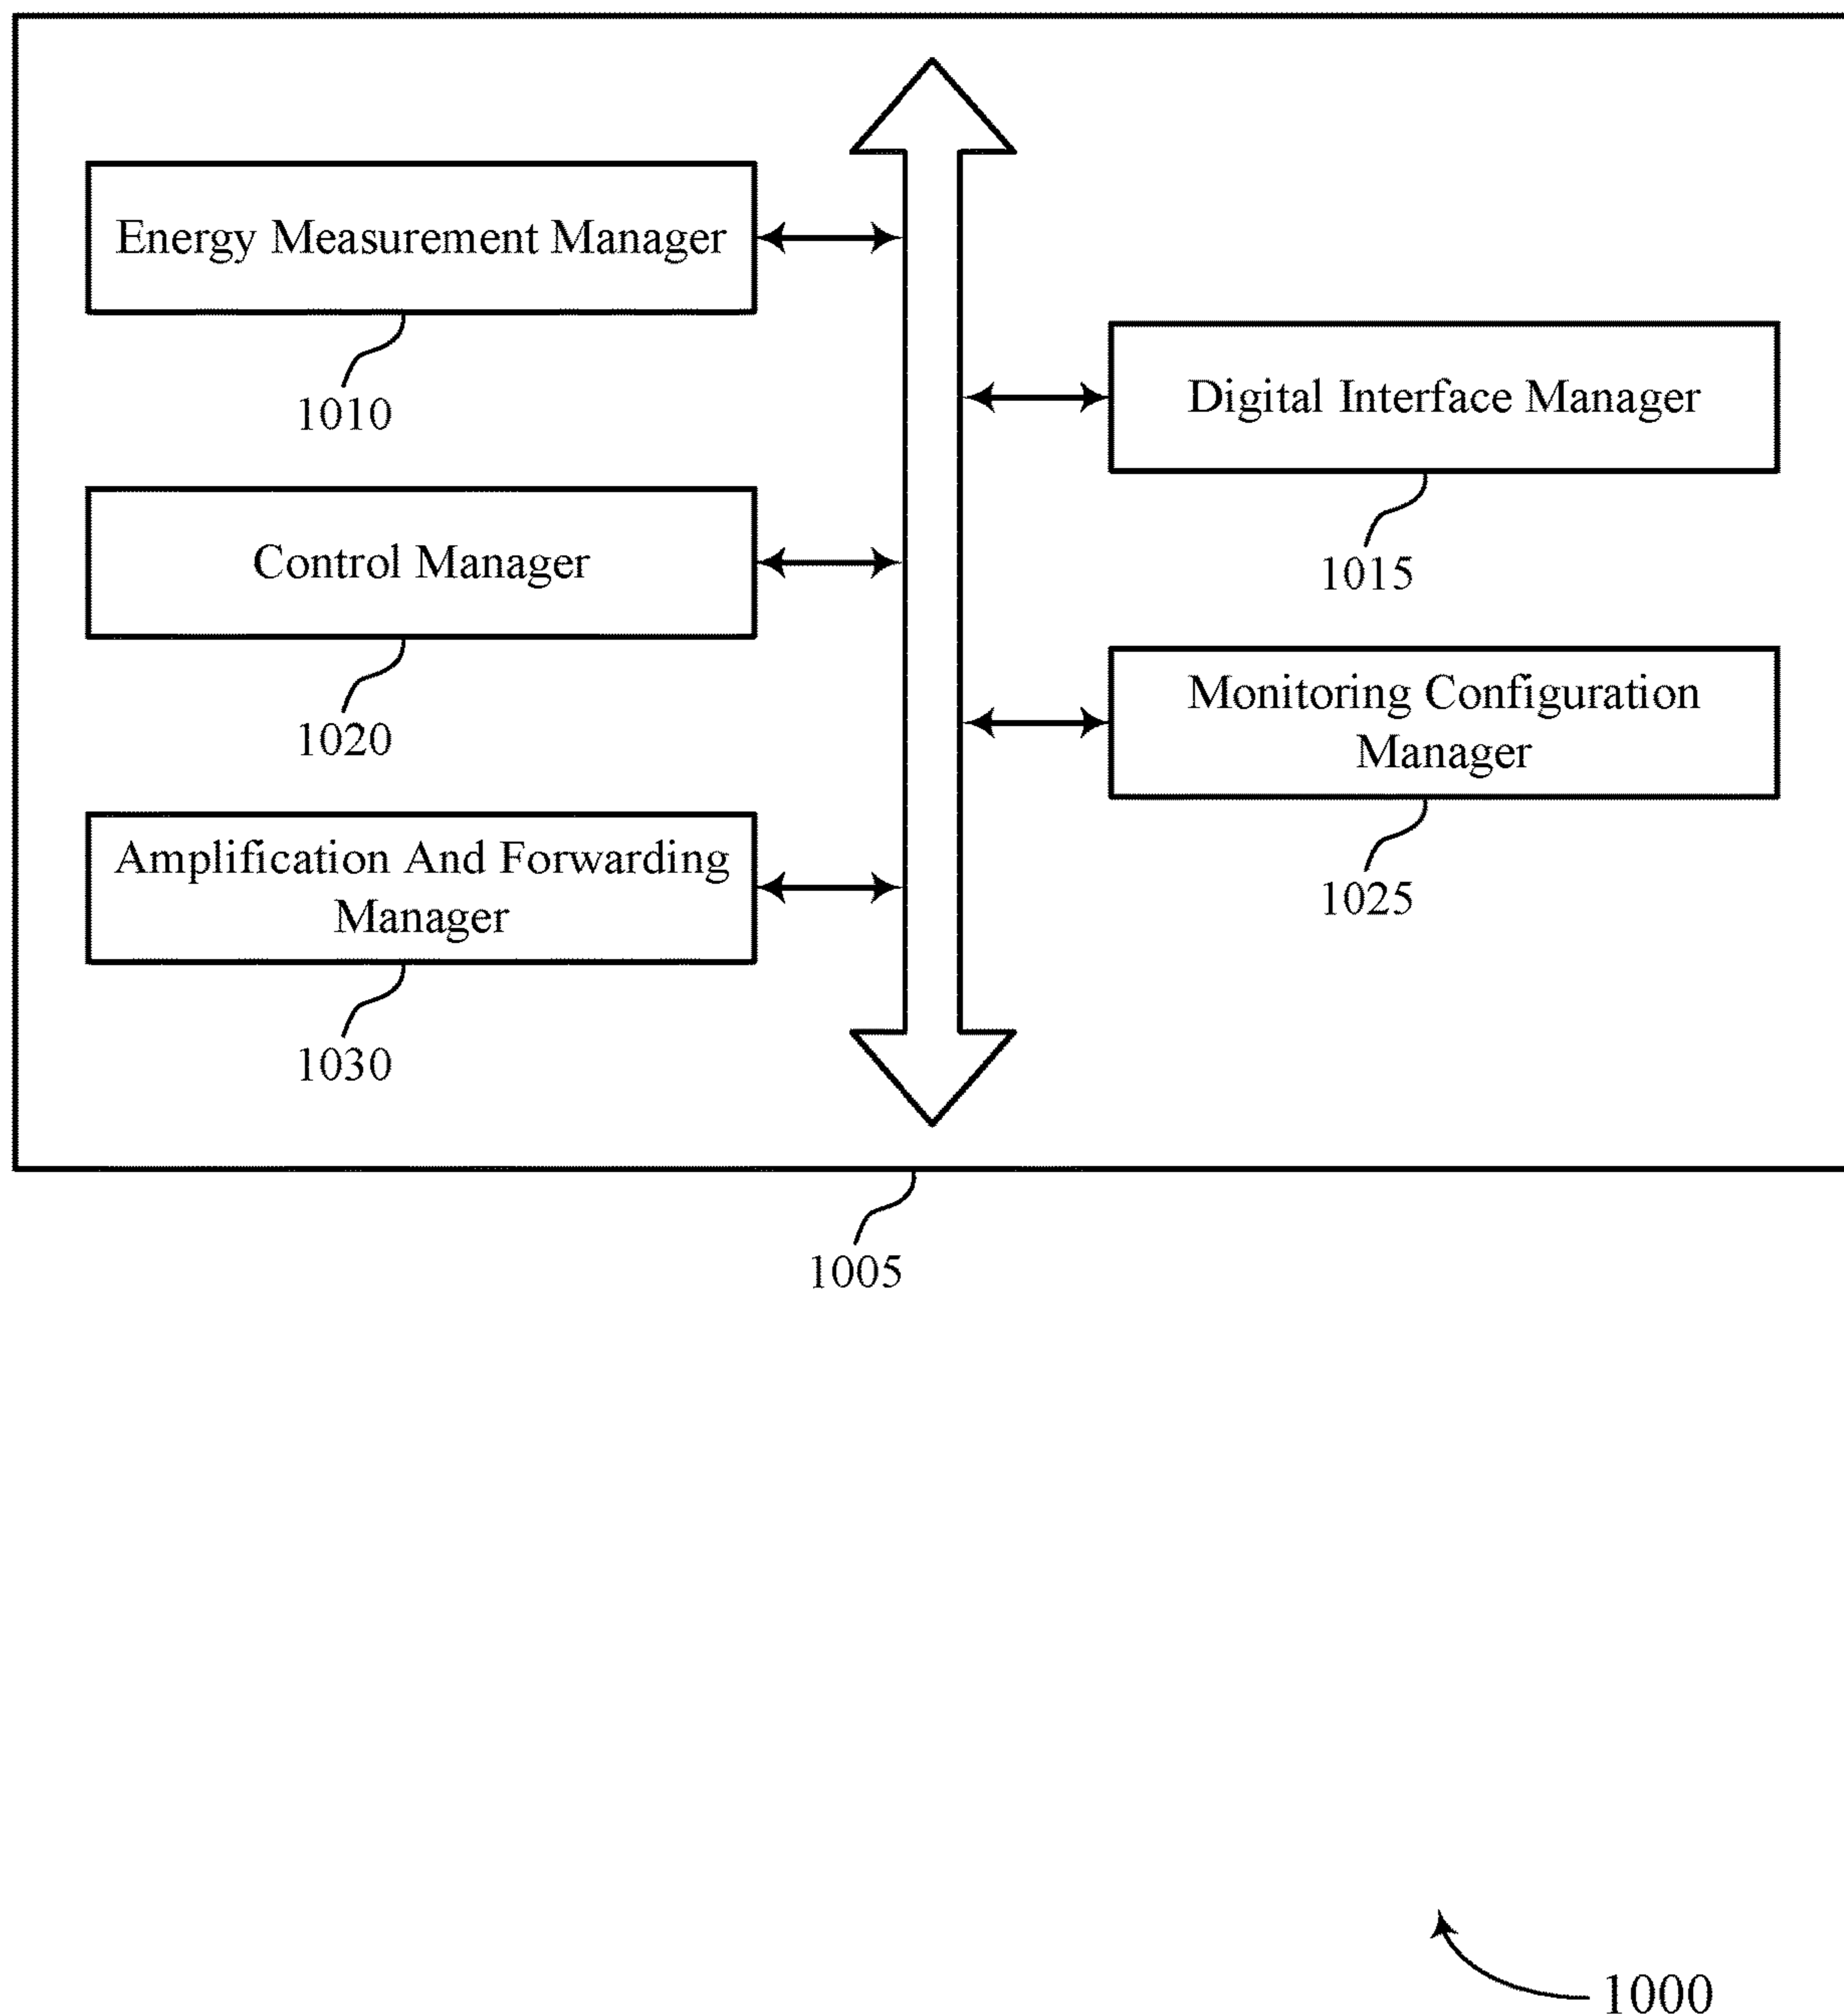 Energy Measurement Manager
1010
Digital Interface Manager
1015
Control Manager
1020
Monitoring Configuration
Manager
1025
Amplification And Forwarding
Manager
1030
1005
1000